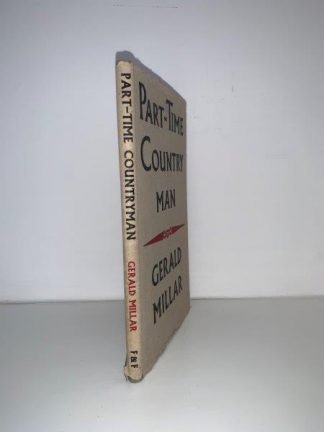 PART-TIME COUNTRYMAN GERALD MILLAR F & F
PART-TIME
COUNTRY
MAN
GERALD
MILLAR